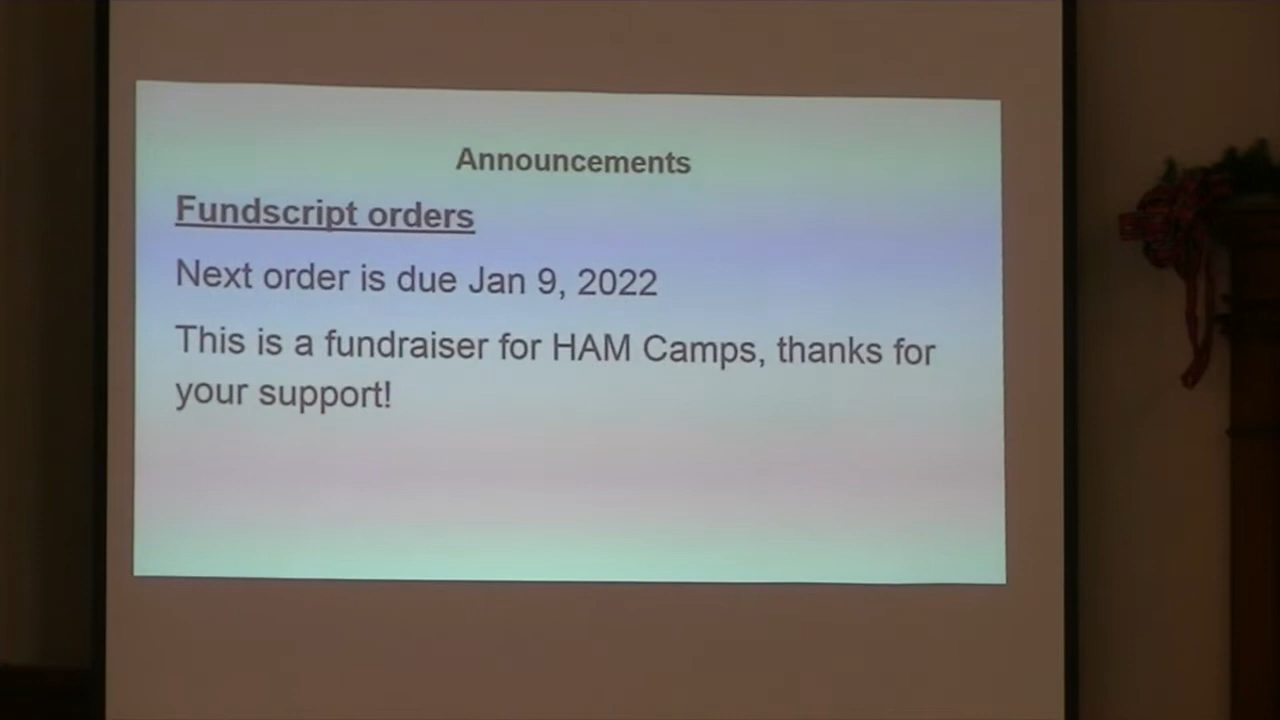 Announcements
Fundscript orders
Next order is due Jan 9, 2022
This is a fundraiser for HAM Camps, thanks for
your support!